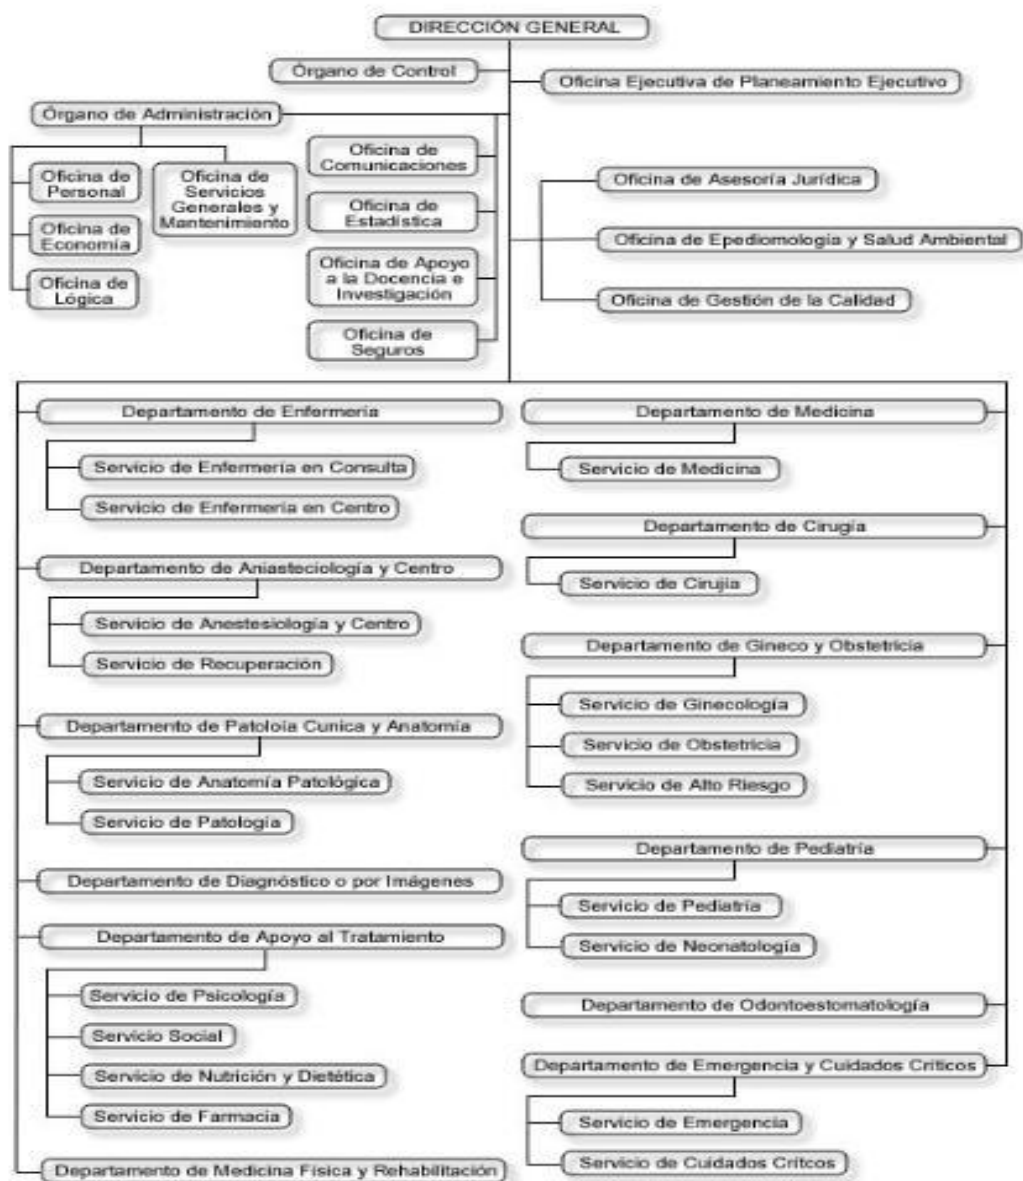 DIRECCIÓN GENERAL
Órgano de Control
Oficina Ejecutiva de Planeamiento Ejecutivo
Órgano de Administración
Oficina de
Personal
Oficina de
Economía
Oficina de
Lógica
Oficina de
Servicios
Generales y
Mantenimiento
Oficina de
Comunicaciones
Oficina de
Estadística
Oficina de Apoyo
a la Docencia e
Investigación
Oficina de
Seguros
Oficina de Asesoría Jurídica
Oficina de Epediomología y Salud Ambiental
Oficina de Gestión de la Calidad
Departamento de Enfermería
Servicio de Enfermería en Consulta
Servicio de Enfermería en Centro
Departamento de Aniasteciología y Centro
Servicio de Anestesiología y Centro
Servicio de Recuperación
Departamento de Patoloía Cunica y Anatomía
Servicio de Anatomía Patológica
Servicio de Patología
Departamento de Diagnóstico o por Imágenes
Departamento de Apoyo al Tratamiento
Servicio de Psicología
Servicio Social
Servicio de Nutrición y Dietética
Servicio de Farmacia
Departamento de Medicina Física y Rehabilitación
Departamento de Medicina
Servicio de Medicina
Departamento de Cirugía
Servicio de Cirujía
Departamento de Gineco y Obstetricia
Servicio de Ginecología
Servicio de Obstetricia
Servicio de Alto Riesgo
Departamento de Pediatría
Servicio de Pediatría
Servicio de Neonatología
Departamento de Odontoestomatología
Departamento de Emergencia y Cuidados Críticos
Servicio de Emergencia
Servicio de Cuidados Crítcos